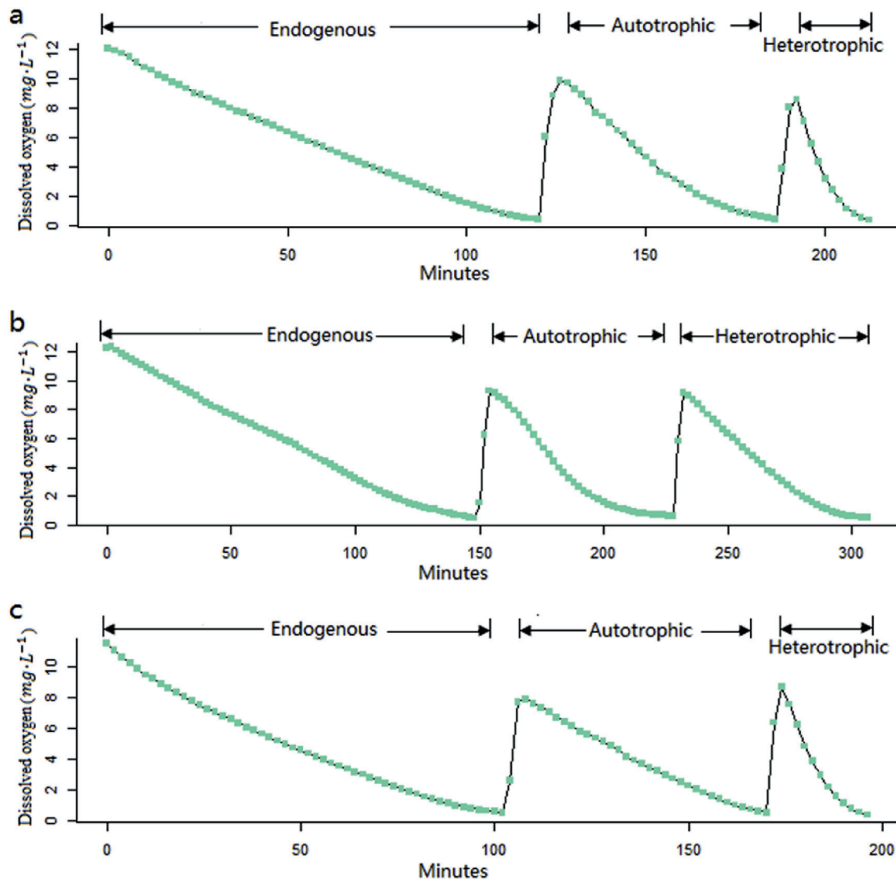 a
Endogenous
Autotrophic
Heterotrophic
Dissolved oxygen (mg·L⁻¹)
12
10
8
6
4
2
0
0 50 100 150 200
Minutes
b
Endogenous
Autotrophic
Heterotrophic
Dissolved oxygen (mg·L⁻¹)
12
10
8
6
4
2
0
0 50 100 150 200 250 300
Minutes
c
Endogenous
Autotrophic
Heterotrophic
Dissolved oxygen (mg·L⁻¹)
10
8
6
4
2
0
0 50 100 150 200
Minutes